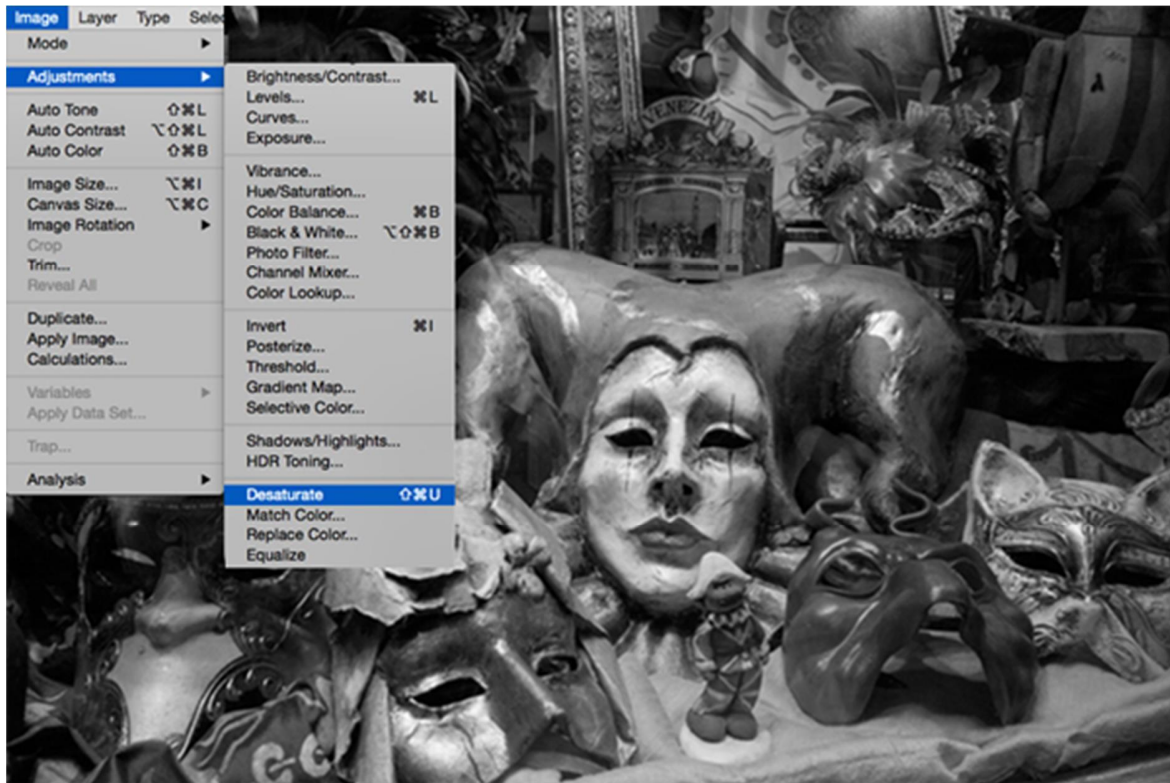 Image Layer Type Selec
Mode
Adjustments
Auto Tone ⇧⌘L
Auto Contrast ⌥⇧⌘L
Auto Color ⇧⌘B
Image Size... ⌥⌘I
Canvas Size... ⌥⌘C
Image Rotation
Crop
Trim...
Reveal All
Duplicate...
Apply Image...
Calculations...
Variables
Apply Data Set...
Trap...
Analysis
Brightness/Contrast...
Levels... ⌘L
Curves...
Exposure...
Vibrance...
Hue/Saturation...
Color Balance... ⌘B
Black & White... ⌥⇧⌘B
Photo Filter...
Channel Mixer...
Color Lookup...
Invert ⌘I
Posterize...
Threshold...
Gradient Map...
Selective Color...
Shadows/Highlights...
HDR Toning...
Desaturate ⇧⌘U
Match Color...
Replace Color...
Equalize
VENEZIA